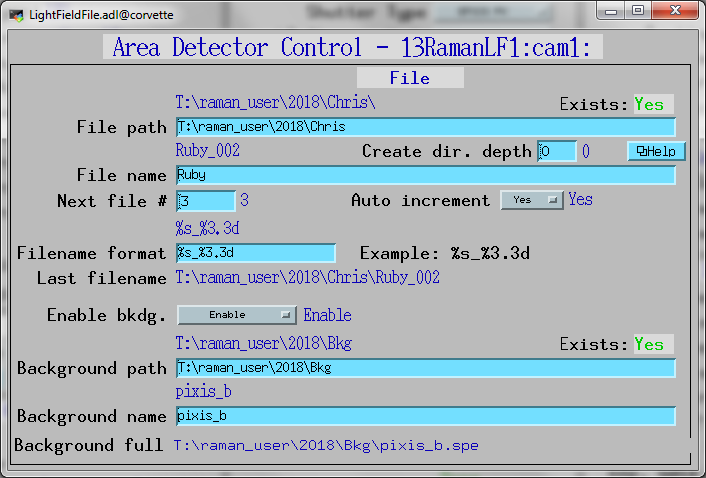 LightFieldFile.adl@corvette
Area Detector Control - 13RamanLF1:cam1:
File
T:\raman_user\2018\Chris\ Exists: Yes
File path T:\raman_user\2018\Chris
Ruby_002 Create dir. depth 0 0 Help
File name Ruby
Next file # 3 3 Auto increment Yes Yes
%s_%3.3d
Filename format %s_%3.3d Example: %s_%3.3d
Last filename T:\raman_user\2018\Chris\Ruby_002
Enable bkdg. Enable Enable
T:\raman_user\2018\Bkg Exists: Yes
Background path T:\raman_user\2018\Bkg
pixis_b
Background name pixis_b
Background full T:\raman_user\2018\Bkg\pixis_b.spe